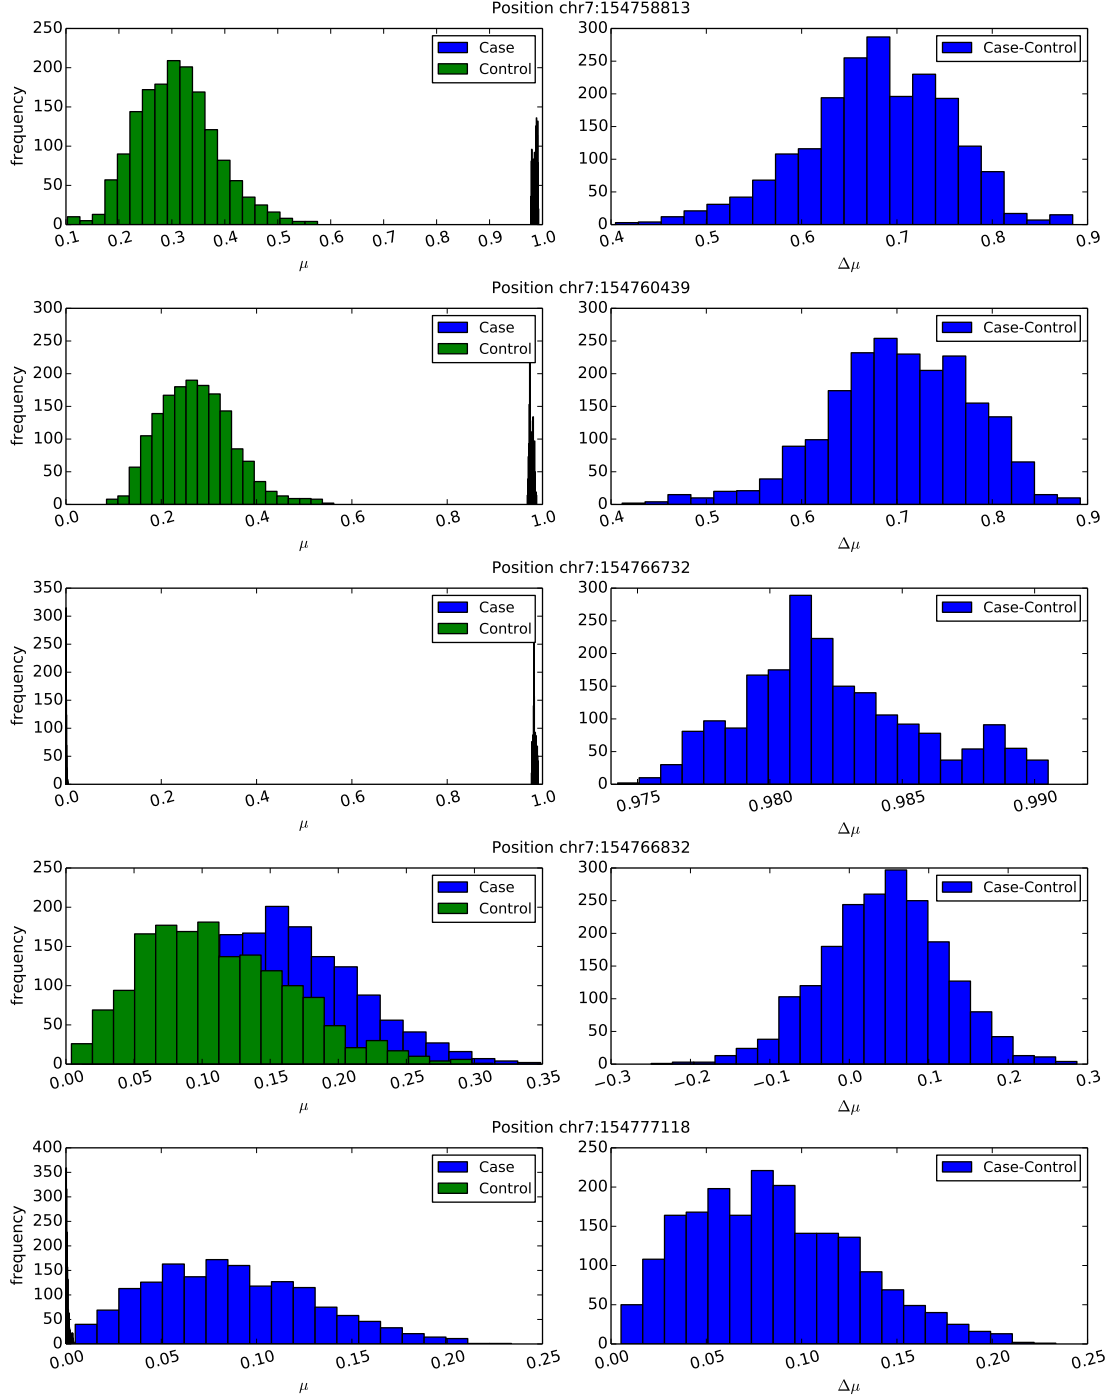 Position chr7:154758813
250
200
150
100
50
0
frequency
0.1 0.2 0.3 0.4 0.5 0.6 0.7 0.8 0.9 1.0
μ
Case
Control
300
250
200
150
100
50
0
0.4 0.5 0.6 0.7 0.8 0.9
Δμ
Case-Control
Position chr7:154760439
300
250
200
150
100
50
0
frequency
0.0 0.2 0.4 0.6 0.8 1.0
μ
Case
Control
300
250
200
150
100
50
0
0.4 0.5 0.6 0.7 0.8 0.9
Δμ
Case-Control
Position chr7:154766732
350
300
250
200
150
100
50
0
frequency
0.0 0.2 0.4 0.6 0.8 1.0
μ
Case
Control
300
250
200
150
100
50
0
0.975 0.980 0.985 0.990
Δμ
Case-Control
Position chr7:154766832
250
200
150
100
50
0
frequency
0.00 0.05 0.10 0.15 0.20 0.25 0.30 0.35
μ
Case
Control
300
250
200
150
100
50
0
−0.3 −0.2 −0.1 0.0 0.1 0.2 0.3
Δμ
Case-Control
Position chr7:154777118
400
350
300
250
200
150
100
50
0
frequency
0.00 0.05 0.10 0.15 0.20 0.25
μ
Case
Control
250
200
150
100
50
0
0.00 0.05 0.10 0.15 0.20 0.25
Δμ
Case-Control